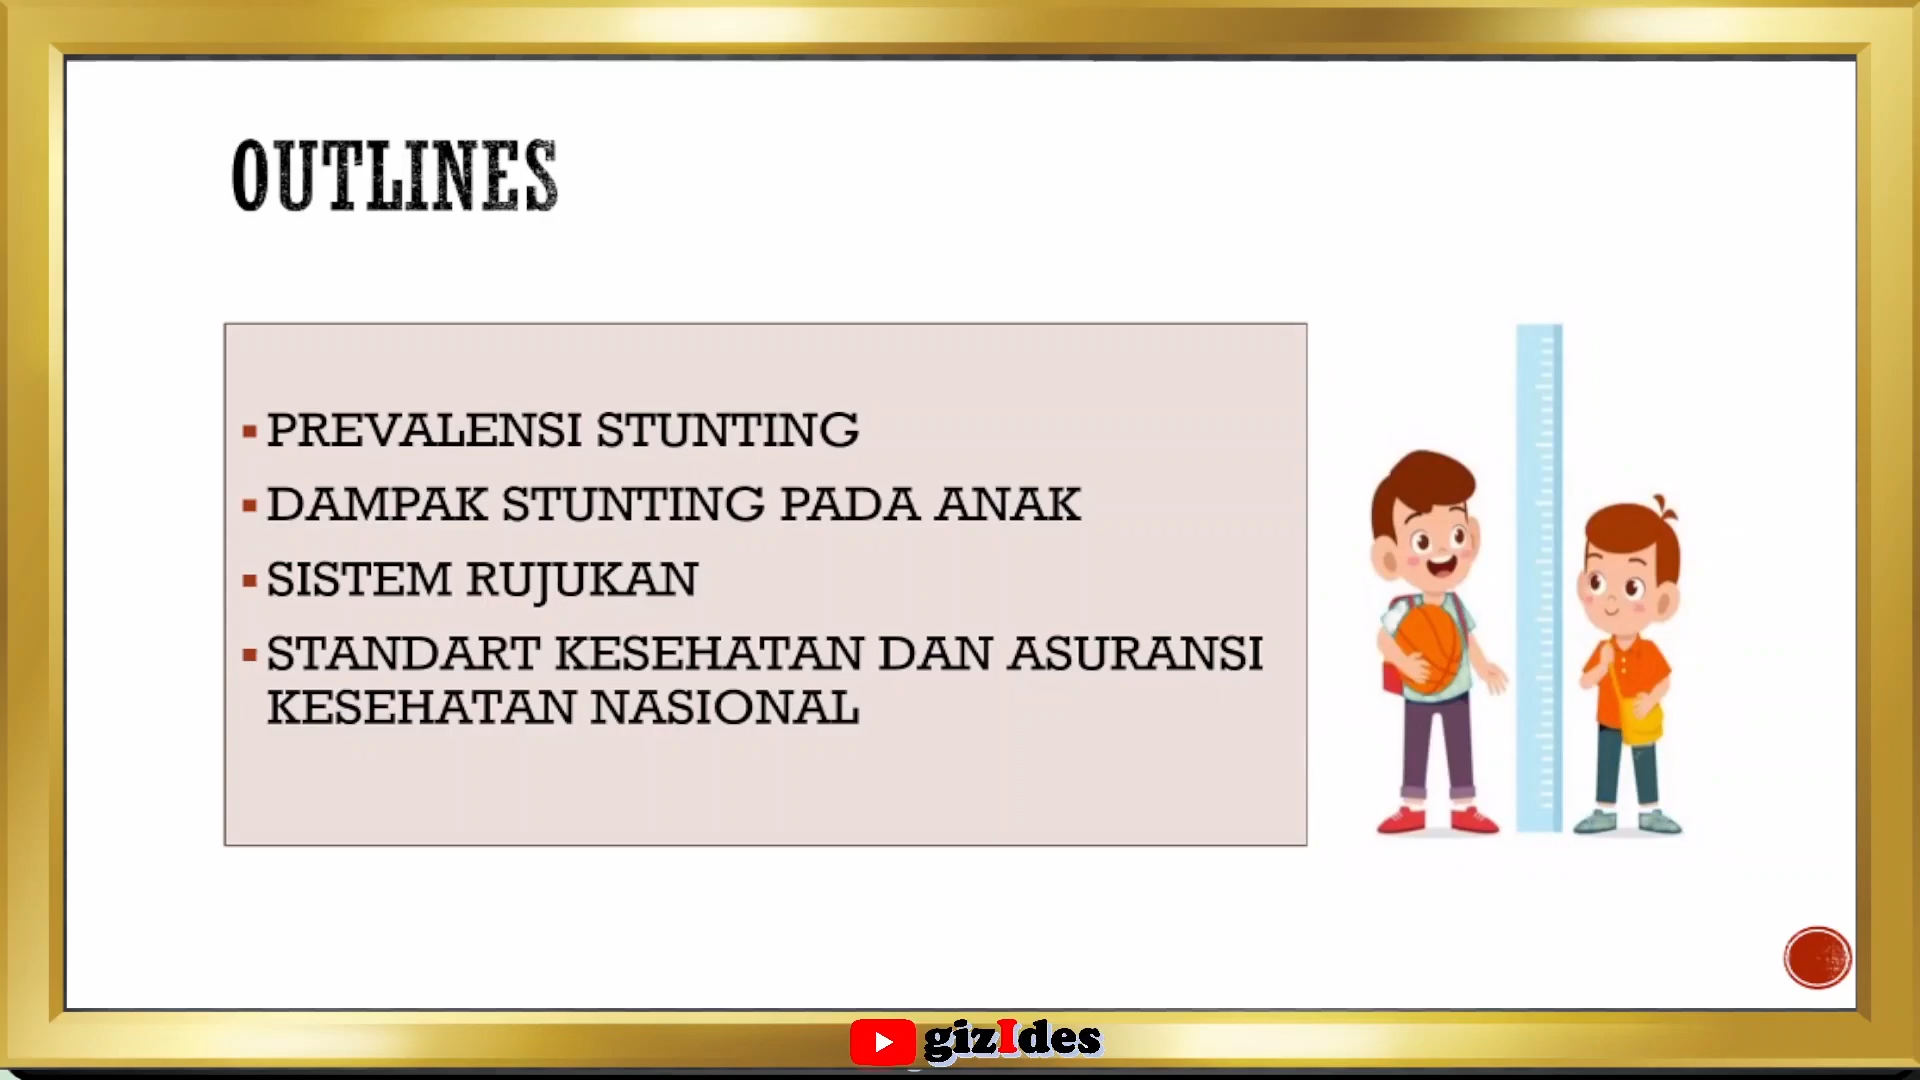 OUTLINES
PREVALENSI STUNTING
DAMPAK STUNTING PADA ANAK
SISTEM RUJUKAN
STANDART KESEHATAN DAN ASURANSI
KESEHATAN NASIONAL
gizIdes